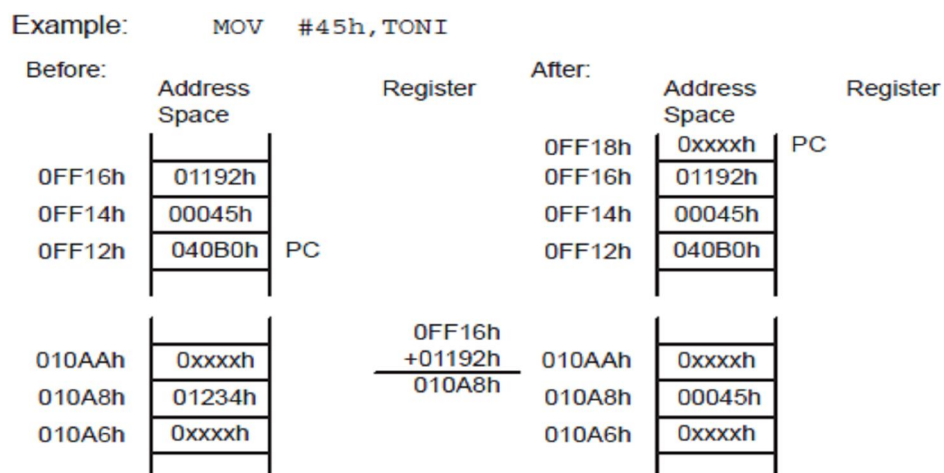 Example: MOV #45h,TONI
Before: After:
Address Space Register Address Space Register
0FF18h 0xxxxh PC
0FF16h 01192h 0FF16h 01192h
0FF14h 00045h 0FF14h 00045h
0FF12h 040B0h PC 0FF12h 040B0h
0FF16h
010AAh 0xxxxh +01192h 010AAh 0xxxxh
010A8h 01234h 010A8h 010A8h 00045h
010A6h 0xxxxh 010A6h 0xxxxh